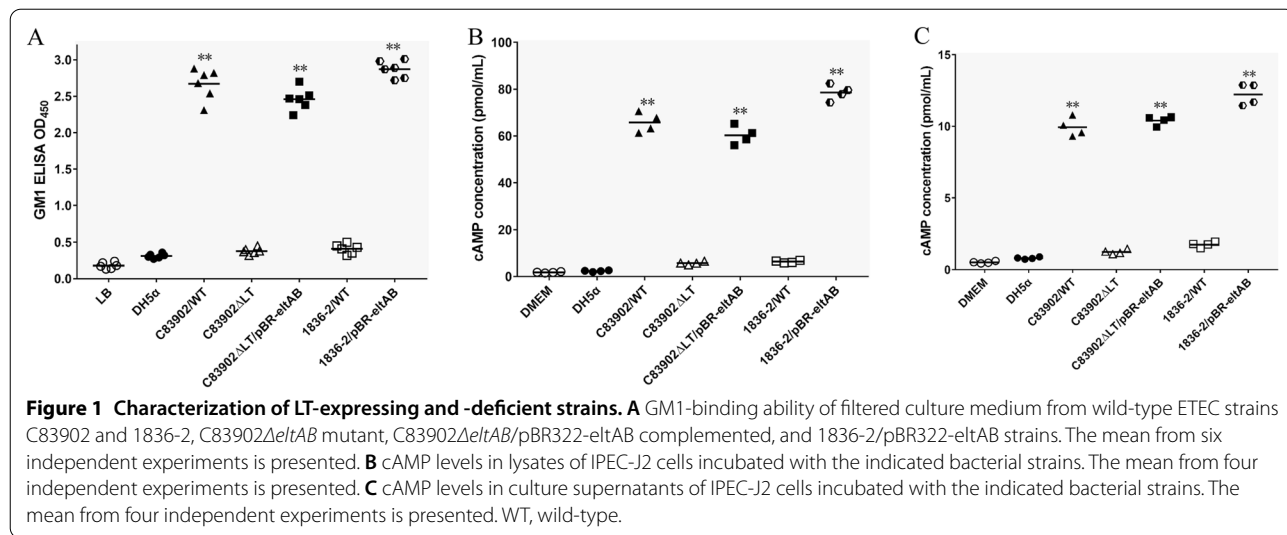 A
GM1 ELISA OD450
3.0
2.5
2.0
1.5
1.0
0.5
0.0
**
**
**
LB
DH5α
C83902/WT
C83902ΔLT
C83902ΔLT/pBR-eltAB
1836-2/WT
1836-2/pBR-eltAB
B
cAMP concentration (pmol/mL)
100
80
60
40
20
0
**
**
**
DMEM
DH5α
C83902/WT
C83902ΔLT
C83902ΔLT/pBR-eltAB
1836-2/WT
1836-2/pBR-eltAB
C
cAMP concentration (pmol/mL)
15
10
5
0
**
**
**
DMEM
DH5α
C83902/WT
C83902ΔLT
C83902ΔLT/pBR-eltAB
1836-2/WT
1836-2/pBR-eltAB
Figure 1 Characterization of LT-expressing and -deficient strains. A GM1-binding ability of filtered culture medium from wild-type ETEC strains
C83902 and 1836-2, C83902ΔeltAB mutant, C83902ΔeltAB/pBR322-eltAB complemented, and 1836-2/pBR322-eltAB strains. The mean from six
independent experiments is presented. B cAMP levels in lysates of IPEC-J2 cells incubated with the indicated bacterial strains. The mean from four
independent experiments is presented. C cAMP levels in culture supernatants of IPEC-J2 cells incubated with the indicated bacterial strains. The
mean from four independent experiments is presented. WT, wild-type.